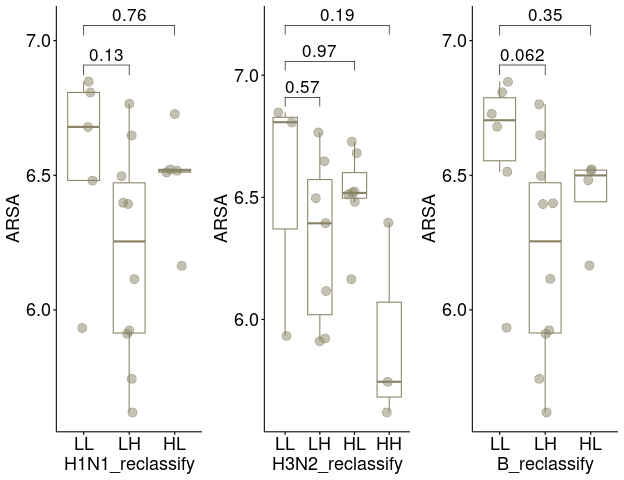 0.76
0.13
7.0
6.5
6.0
ARSA
LL LH HL
H1N1_reclassify
0.19
0.97
0.57
7.0
6.5
6.0
ARSA
LL LH HL HH
H3N2_reclassify
0.35
0.062
7.0
6.5
6.0
ARSA
LL LH HL
B_reclassify